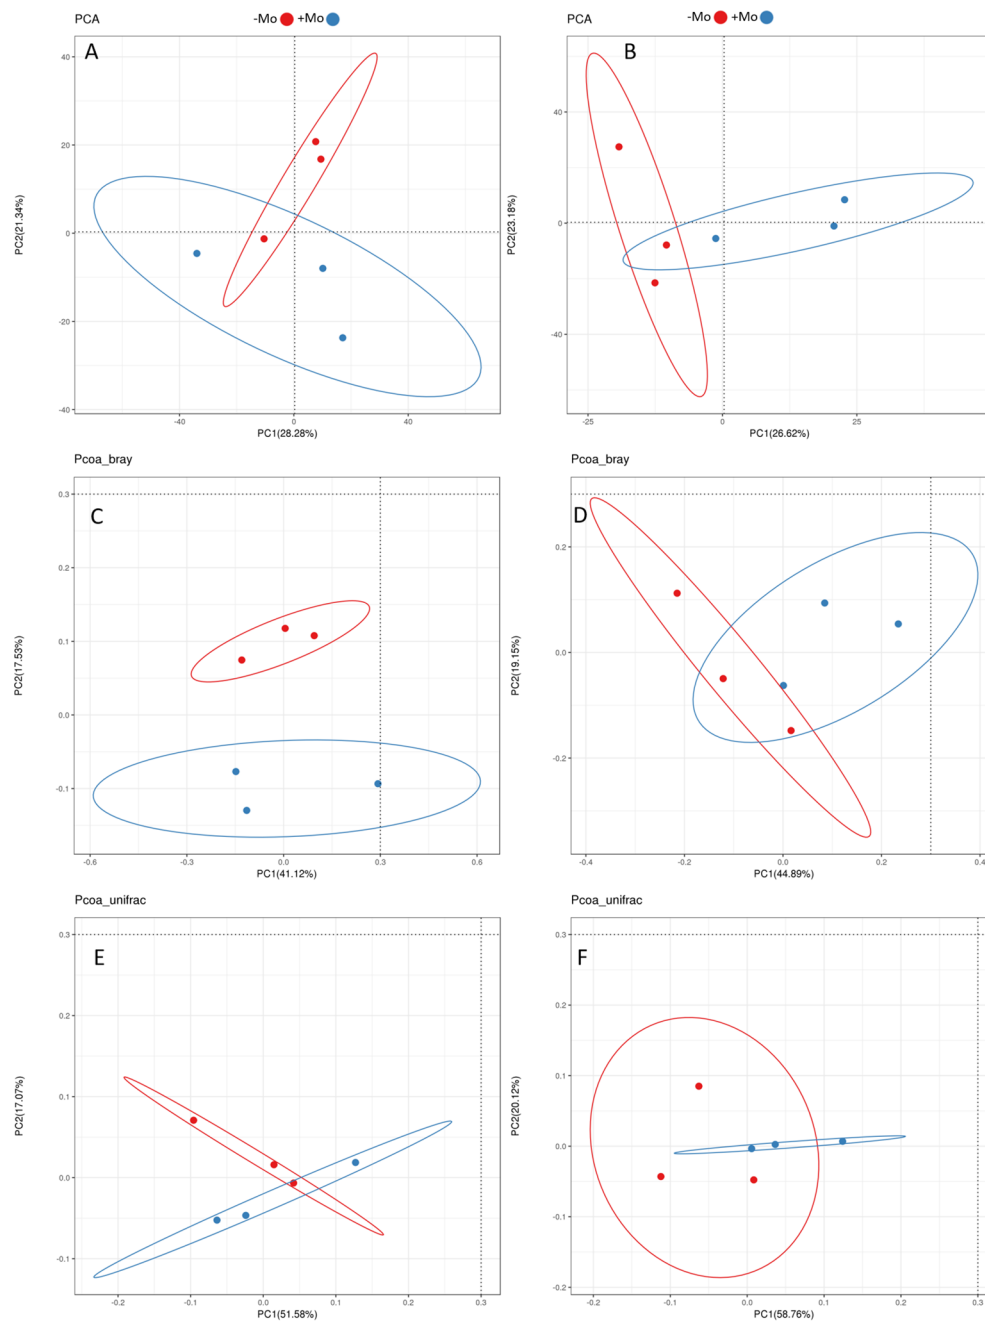 PCA
-Mo +Mo
A
40
20
0
-20
-40
-40
0
40
PC1(28.28%)
PC2(21.34%)
-Mo +Mo
PCA
B
40
0
-40
-25
0
25
PC1(26.62%)
PC2(23.18%)
Pcoa_bray
C
0.3
0.2
0.1
0.0
-0.1
-0.6
-0.3
0.0
0.3
0.6
PC1(41.12%)
PC2(17.53%)
Pcoa_bray
D
0.2
0.0
-0.2
-0.4
-0.2
0.0
0.2
0.4
PC1(44.89%)
PC2(19.15%)
Pcoa_unifrac
E
0.3
0.2
0.1
0.0
-0.1
-0.2
-0.1
0.0
0.1
0.2
0.3
PC1(51.58%)
PC2(17.07%)
Pcoa_unifrac
F
0.3
0.2
0.1
0.0
-0.1
-0.2
-0.2
-0.1
0.0
0.1
0.2
0.3
PC1(58.76%)
PC2(20.12%)